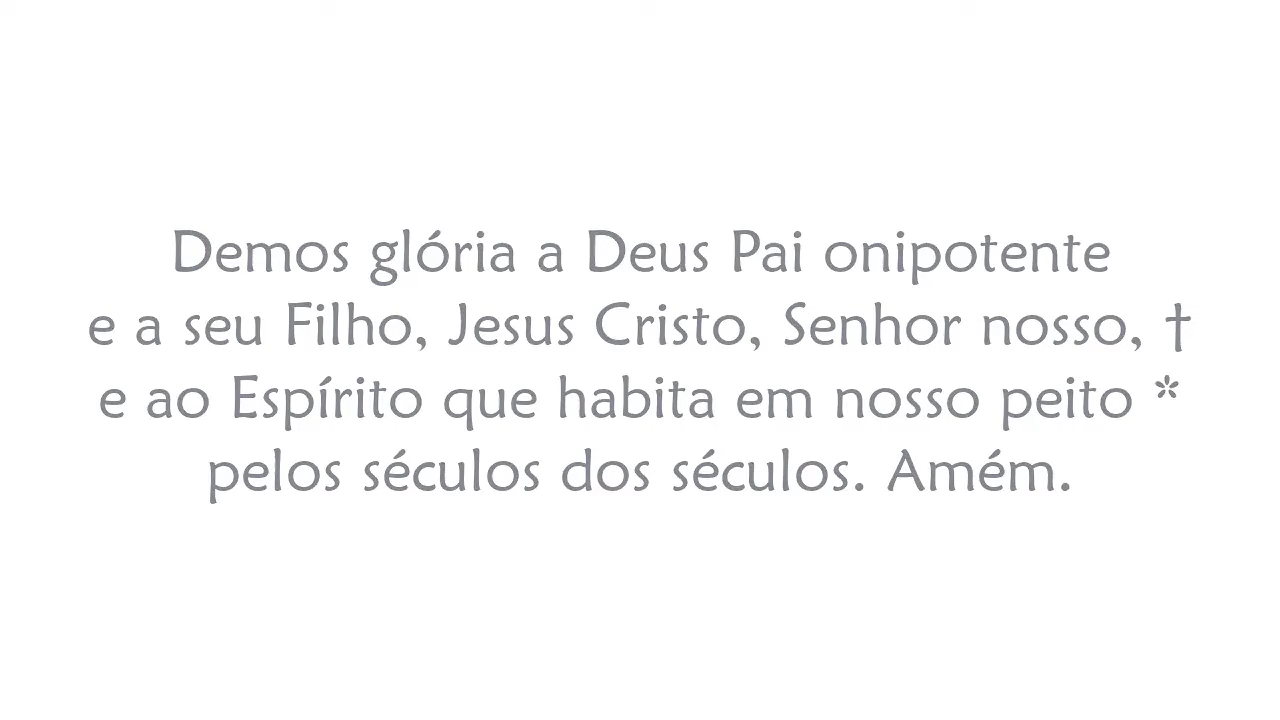 Demos glória a Deus Pai onipotente
e a seu Filho, Jesus Cristo, Senhor nosso, †
e ao Espírito que habita em nosso peito *
pelos séculos dos séculos. Amém.